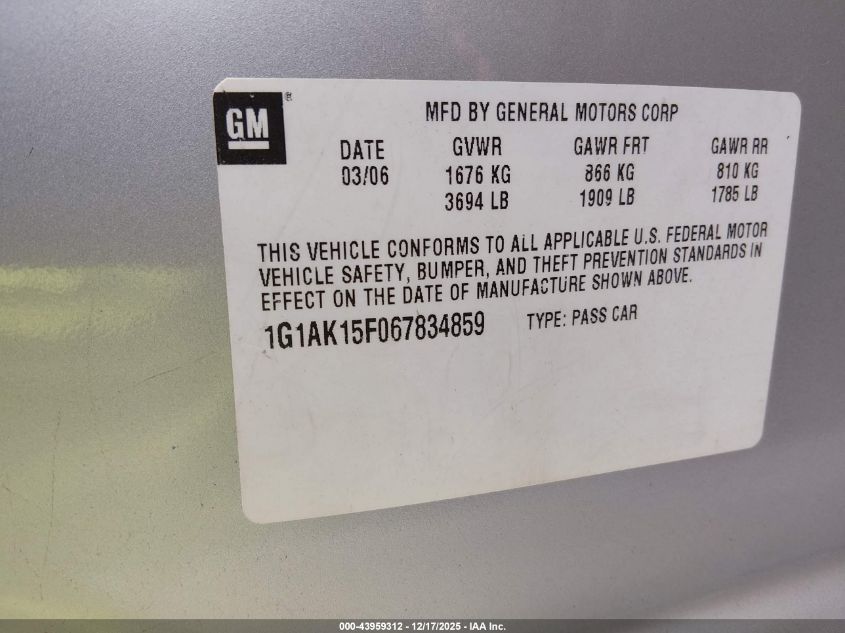 GM®
MFD BY GENERAL MOTORS CORP
DATE GVWR GAWR FRT GAWR RR
03/06 1676 KG 866 KG 810 KG
3694 LB 1909 LB 1785 LB
THIS VEHICLE CONFORMS TO ALL APPLICABLE U.S. FEDERAL MOTOR
VEHICLE SAFETY, BUMPER, AND THEFT PREVENTION STANDARDS IN
EFFECT ON THE DATE OF MANUFACTURE SHOWN ABOVE.
1G1AK15F067834859 TYPE: PASS CAR
000-43959312 - 12/17/2025 - IAA Inc.